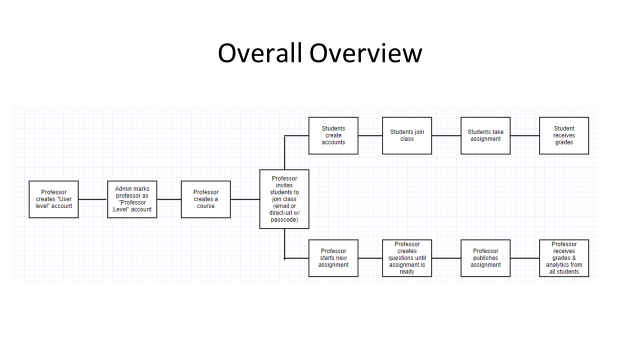 Overall Overview
Professor
creates "User
level" account
Admin marks
professor as
"Professor
Level" account
Professor
creates a
course
Professor
invites
students to
join class
(email or
direct-url w/
passcode)
Students
create
accounts
Students join
class
Students take
assignment
Student
receives
grades
Professor
starts new
assignment
Professor
creates
questions until
assignment is
ready
Professor
publishes
assignment
Professor
receives
grades &
analytics from
all students